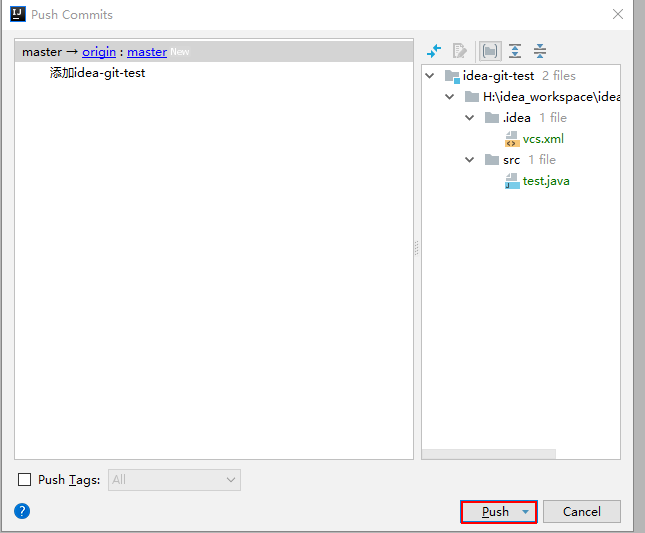 Push Commits
master → origin : master New
添加idea-git-test
idea-git-test 2 files
H:\idea_workspace\idea
.idea 1 file
vcs.xml
src 1 file
test.java
Push Tags: All
? Push Cancel